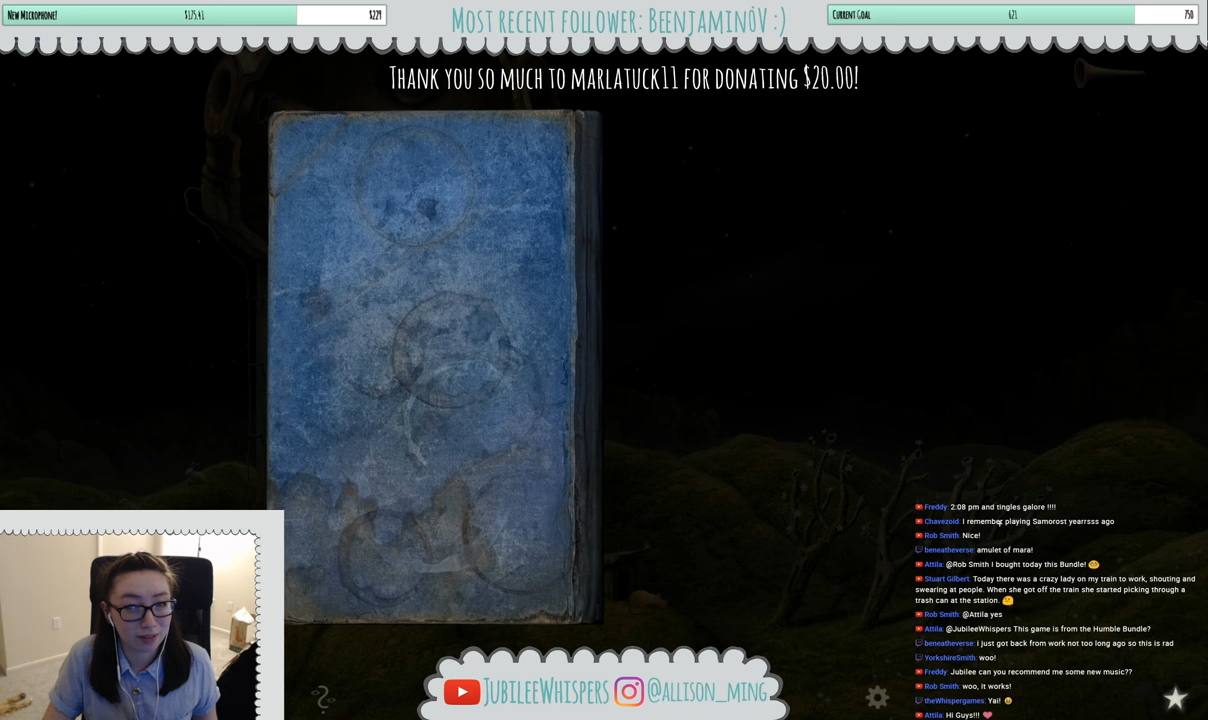 New Microphone!
$175.41
$229
Most recent follower: BeenjaminöV :)
Current Goal
621
750
Thank you so much to marlatuck11 for donating $20.00!
Freddy: 2:08 pm and tingles galore !!!!
Chavezoid: I remember playing Samorost yearrsss ago
Rob Smith: Nice!
beneatheverse: amulet of mara!
Attila: @Rob Smith I bought today this Bundle!
Stuart Gilbert: Today there was a crazy lady on my train to work, shouting and
swearing at people. When she got off the train she started picking through a
trash can at the station.
Rob Smith: @Attila yes
Attila: @JubileeWhispers This game is from the Humble Bundle?
beneatheverse: i just got back from work not too long ago so this is rad
YorkshireSmith: woo!
Freddy: Jubilee can you recommend me some new music??
Rob Smith: woo, it works!
theWhispergames: Yai!
Attila: Hi Guys!!!
JubileeWhispers
@allison_ming